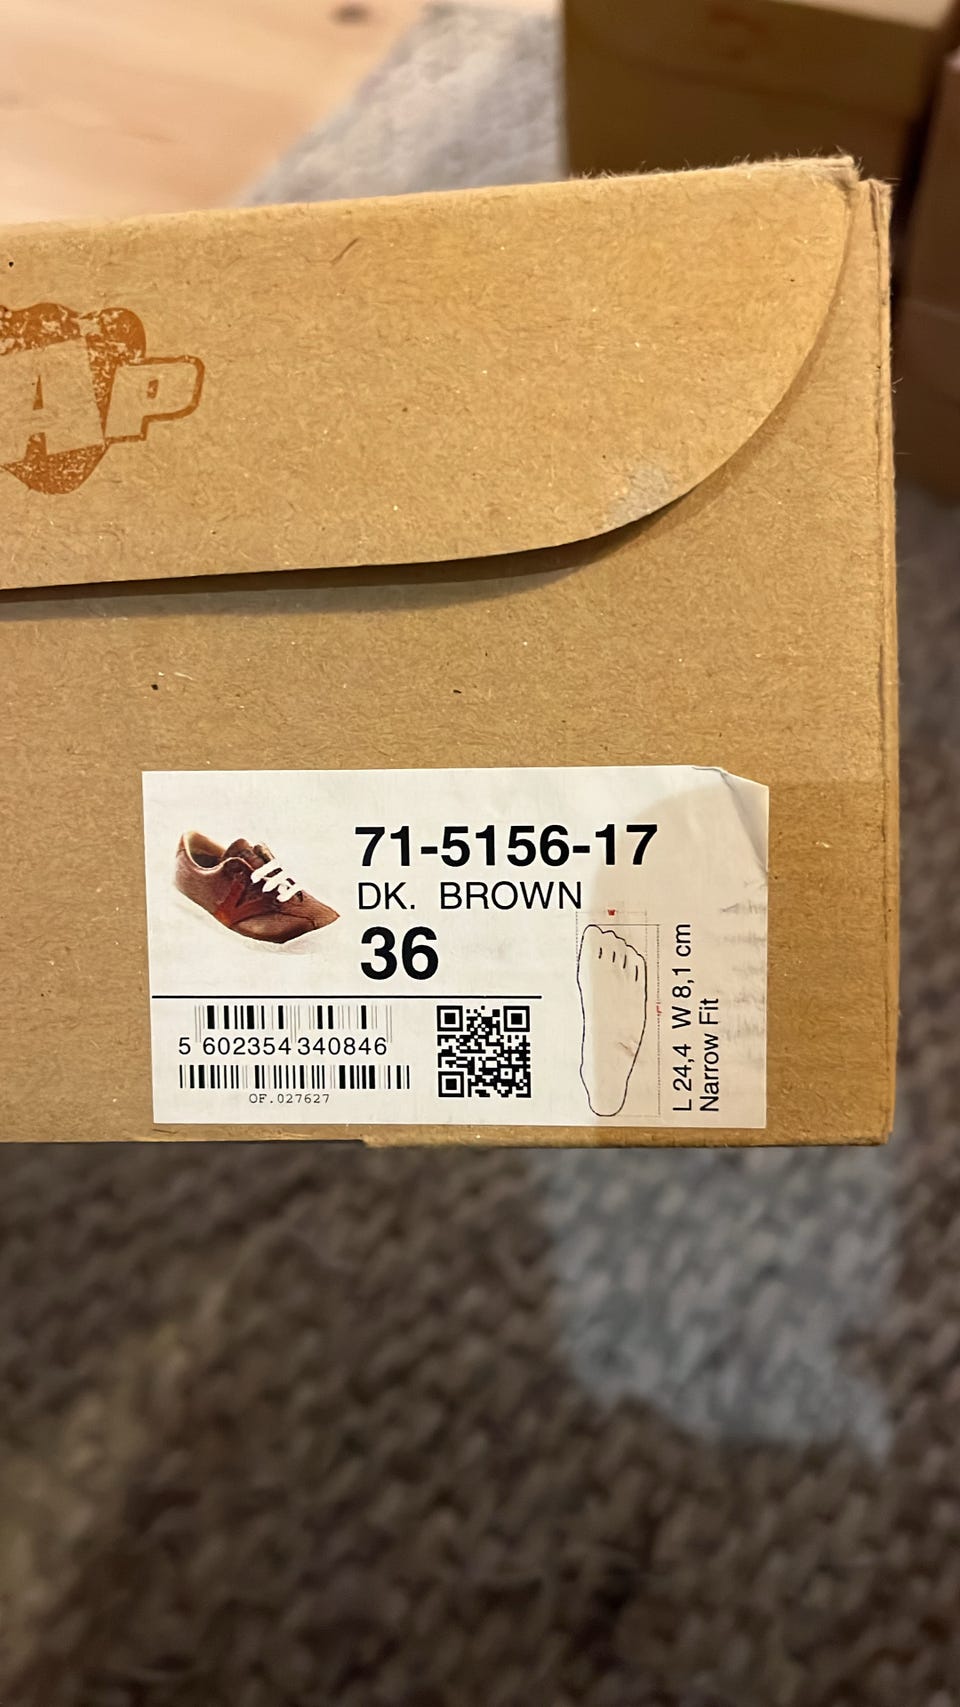 AP
71-5156-17
DK. BROWN
36
5 602354 340846
OF.027627
L 24,4 W 8,1 cm
Narrow Fit